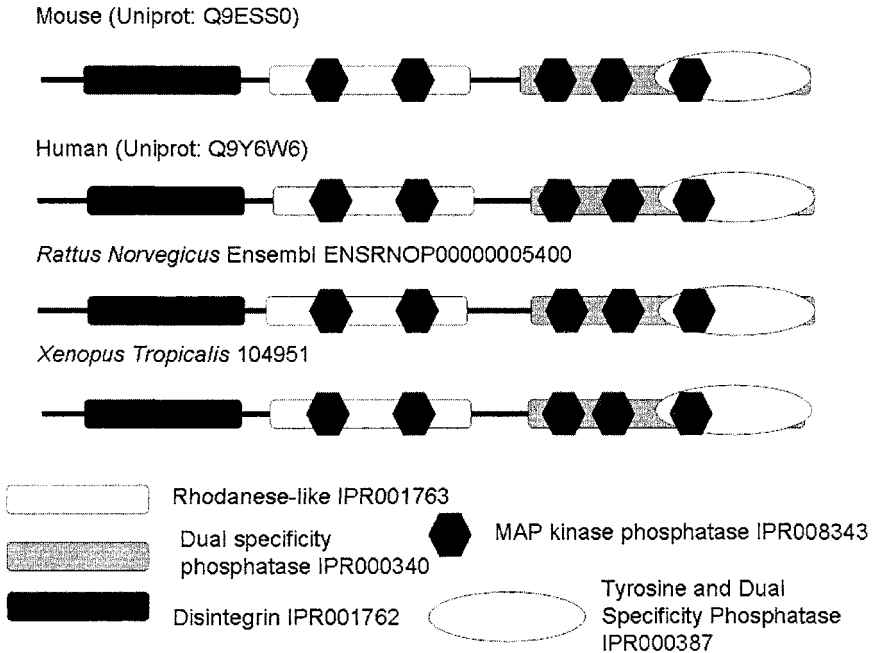 Mouse (Uniprot: Q9ESS0)
Human (Uniprot: Q9Y6W6)
Rattus Norvegicus Ensembl ENSRNOP00000005400
Xenopus Tropicalis 104951
Rhodanese-like IPR001763
Dual specificity
phosphatase IPR000340
Disintegrin IPR001762
MAP kinase phosphatase IPR008343
Tyrosine and Dual
Specificity Phosphatase
IPR000387